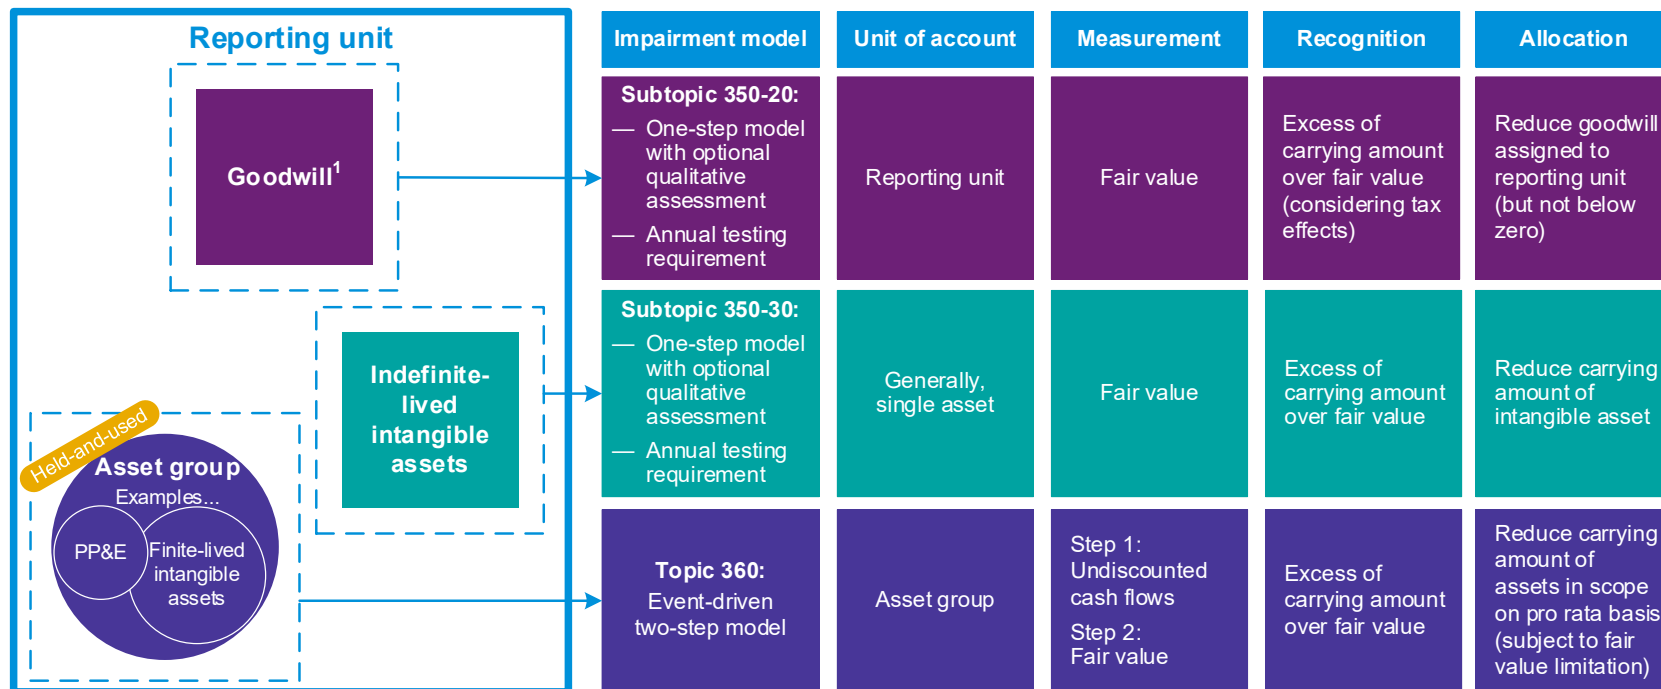 Reporting unit
Goodwill1
Indefinite-
lived
intangible
assets
Held-and-used
Asset group
Examples...
PP&E
Finite-lived
intangible
assets
Impairment model
Unit of account
Measurement
Recognition
Allocation
Subtopic 350-20:
— One-step model
with optional
qualitative
assessment
— Annual testing
requirement
Reporting unit
Fair value
Excess of
carrying amount
over fair value
(considering tax
effects)
Reduce goodwill
assigned to
reporting unit
(but not below
zero)
Subtopic 350-30:
— One-step model
with optional
qualitative
assessment
— Annual testing
requirement
Generally,
single asset
Fair value
Excess of
carrying amount
over fair value
Reduce carrying
amount of
intangible asset
Topic 360:
Event-driven
two-step model
Asset group
Step 1:
Undiscounted
cash flows
Step 2:
Fair value
Excess of
carrying amount
over fair value
Reduce carrying
amount of
assets in scope
on pro rata basis
(subject to fair
value limitation)